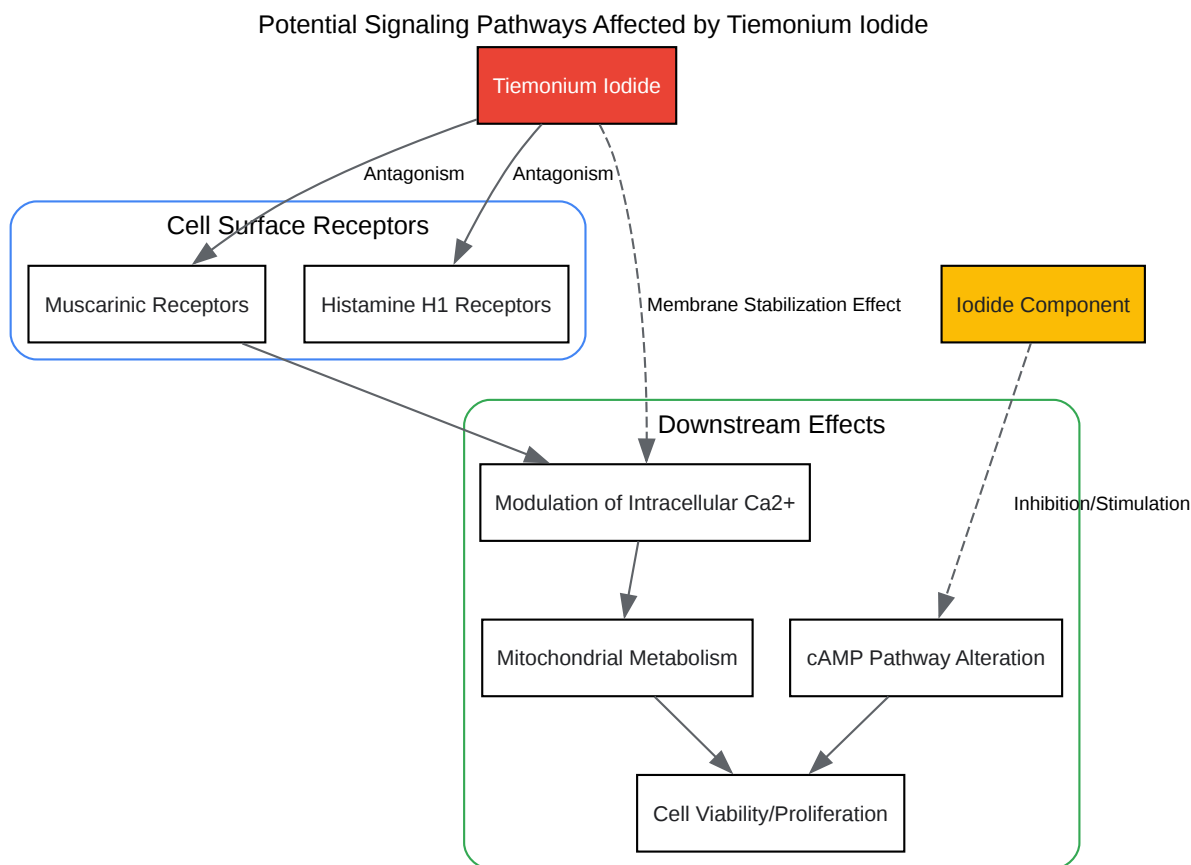 Potential Signaling Pathways Affected by Tiemonium Iodide
Tiemonium Iodide
Antagonism
Antagonism
Cell Surface Receptors
Muscarinic Receptors
Histamine H1 Receptors
Membrane Stabilization Effect
Iodide Component
Downstream Effects
Modulation of Intracellular Ca2+
Inhibition/Stimulation
Mitochondrial Metabolism
cAMP Pathway Alteration
Cell Viability/Proliferation